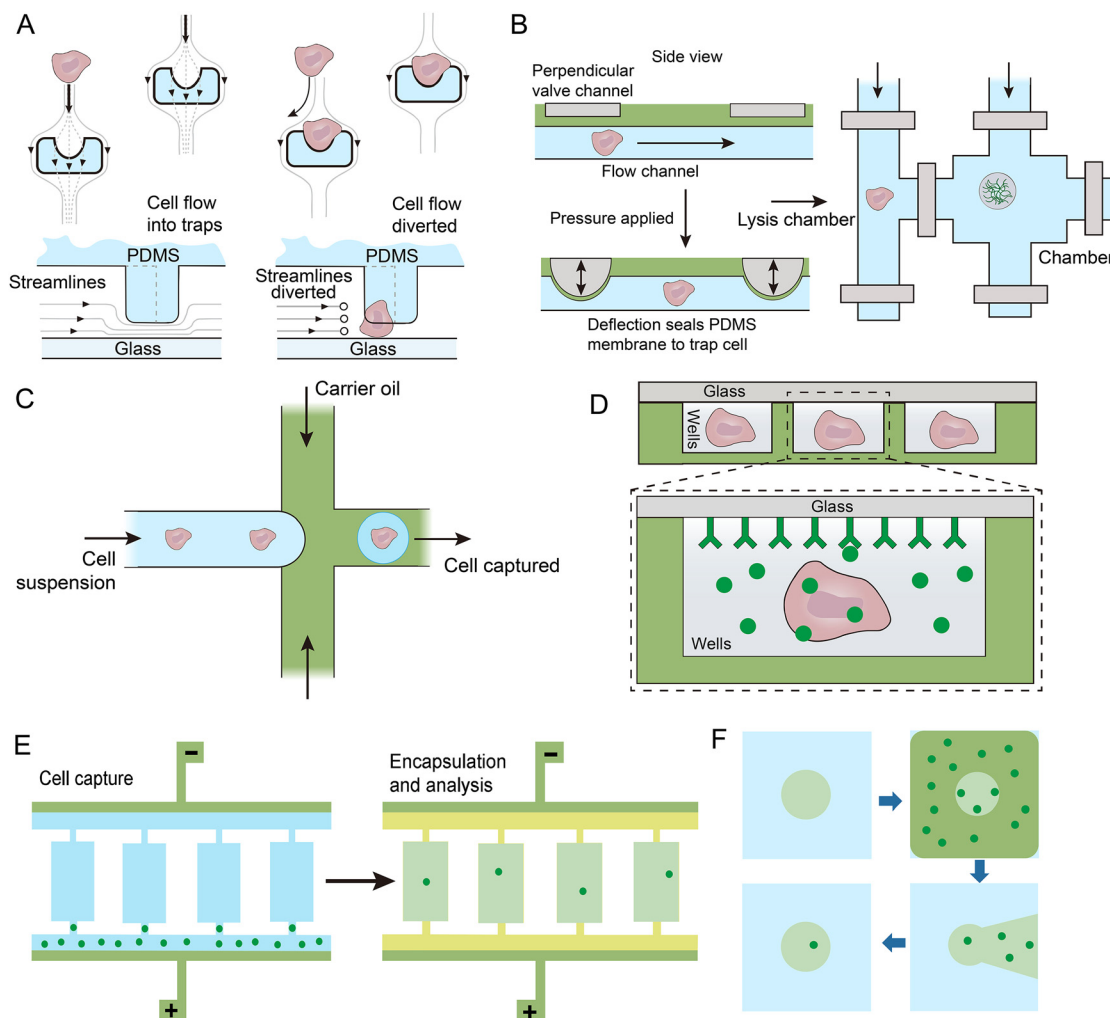 A
Cell flow
into traps
PDMS
Streamlines
Glass
Cell flow
diverted
PDMS
Streamlines
diverted
Glass
B
Side view
Perpendicular
valve channel
Flow channel
Pressure applied
Lysis chamber
Chamber
Deflection seals PDMS
membrane to trap cell
C
Carrier oil
Cell
suspension
Cell captured
D
Glass
Wells
Glass
Wells
E
Cell capture
−
+
Encapsulation
and analysis
−
+
F